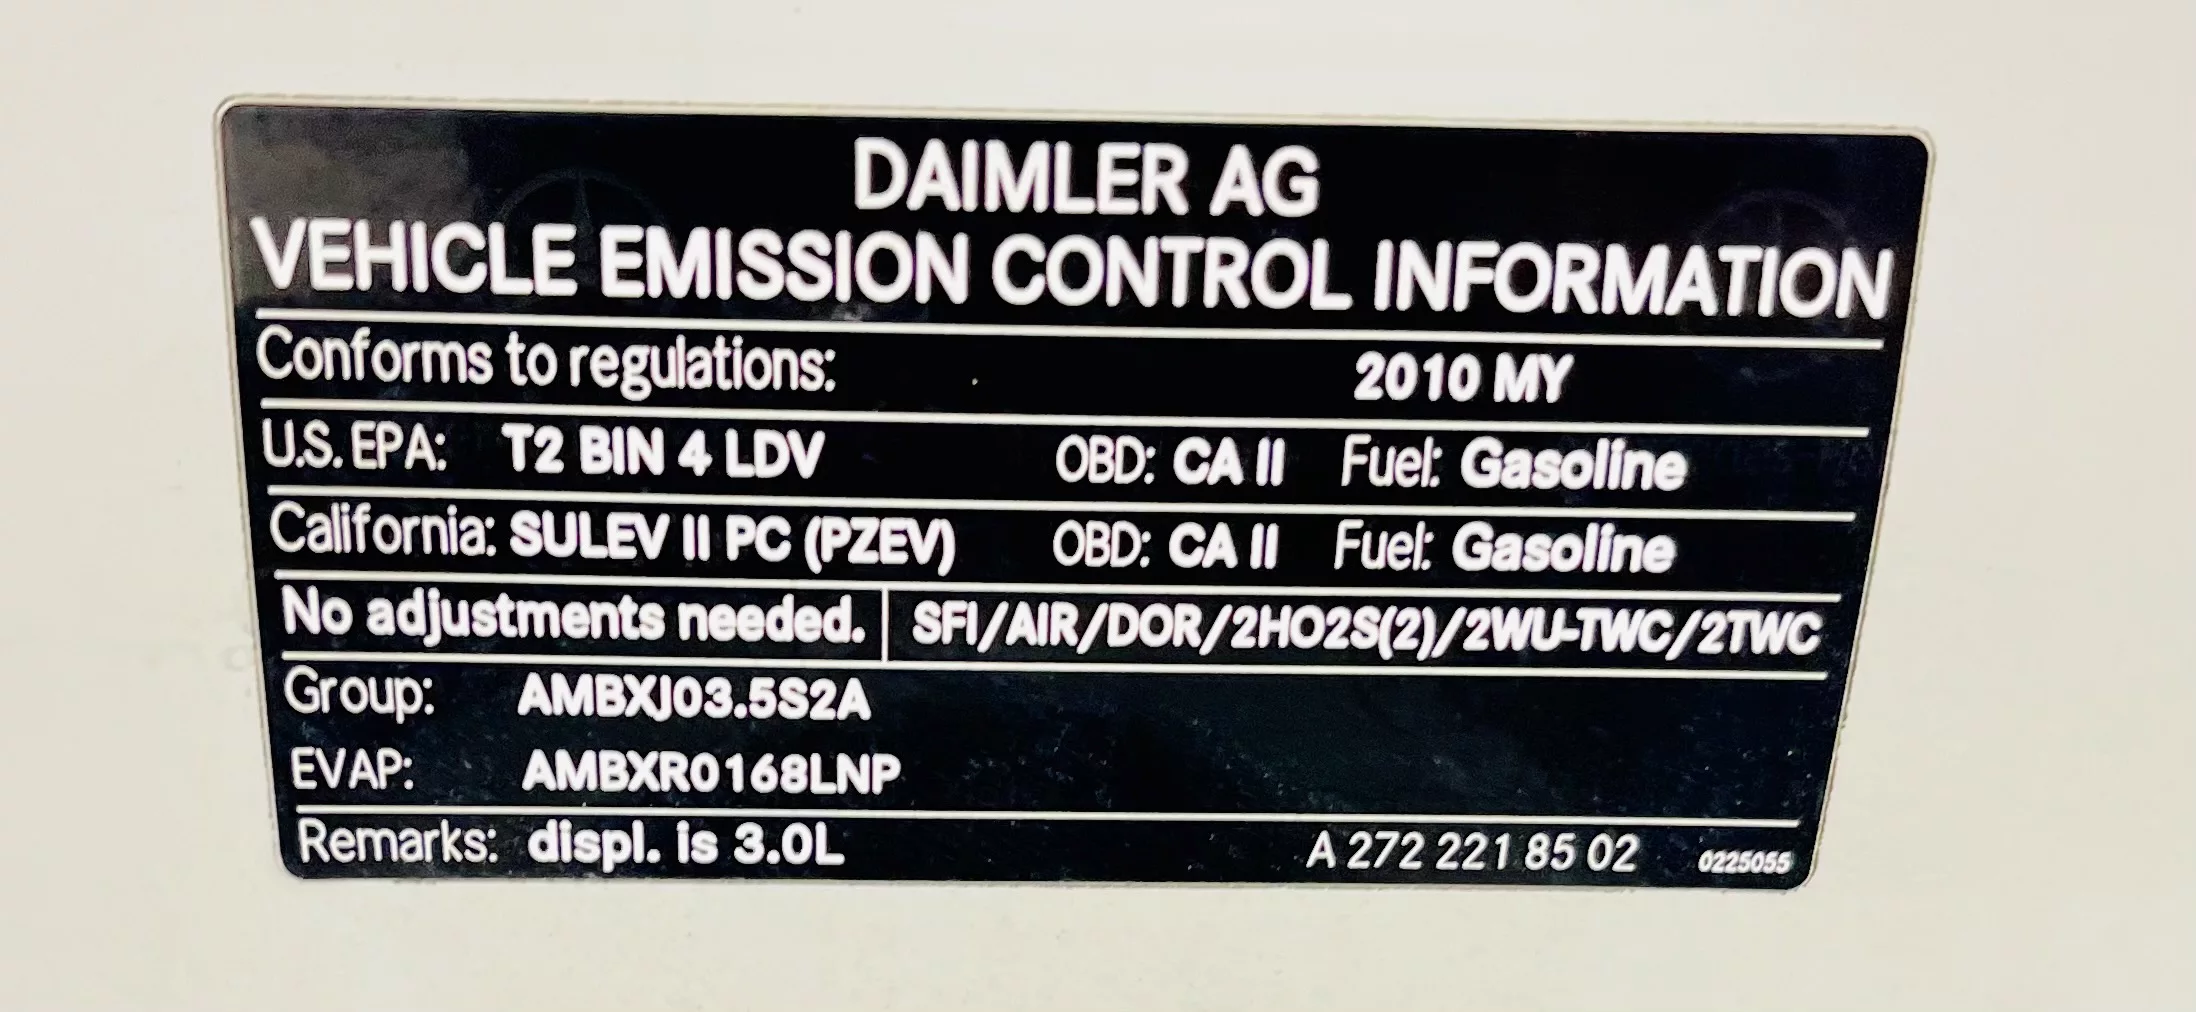 DAIMLER AG
VEHICLE EMISSION CONTROL INFORMATION
Conforms to regulations: 2010 MY
U.S. EPA: T2 BIN 4 LDV OBD: CA II Fuel: Gasoline
California: SULEV II PC (PZEV) OBD: CA II Fuel: Gasoline
No adjustments needed. SFI/AIR/DOR/2HO2S(2)/2WU-TWC/2TWC
Group: AMBXJ03.5S2A
EVAP: AMBXR0168LNP
Remarks: displ. is 3.0L A 272 221 85 02 0225055